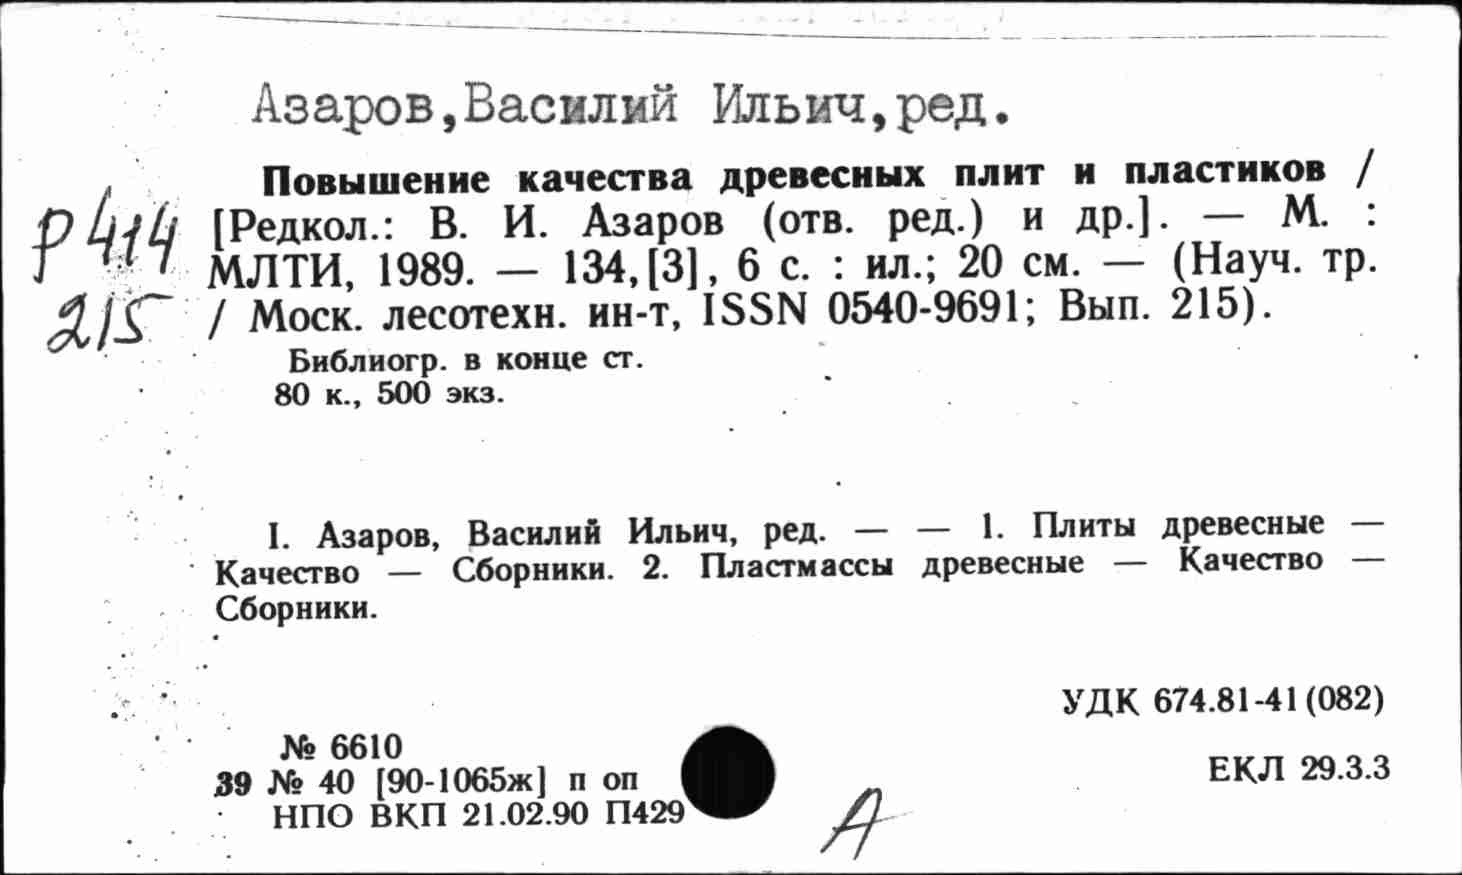 Азаров,Василий Ильич,ред.
Повышение качества древесных плит и пластиков /
р 414
[Редкол.: В. И. Азаров (отв. ред.) и др.]. — М. :
МЛТИ, 1989. — 134,[3], 6 с. : ил.; 20 см. — (Науч. тр.
215
/ Моск. лесотехн. ин-т, ISSN 0540-9691; Вып. 215).
Библиогр. в конце ст.
80 к., 500 экз.
I. Азаров, Василий Ильич, ред. — — 1. Плиты древесные —
Качество — Сборники. 2. Пластмассы древесные — Качество —
Сборники.
УДК 674.81-41(082)
№ 6610
39 № 40 [90-1065ж] п оп
ЕКЛ 29.3.3
НПО ВКП 21.02.90 П429
А